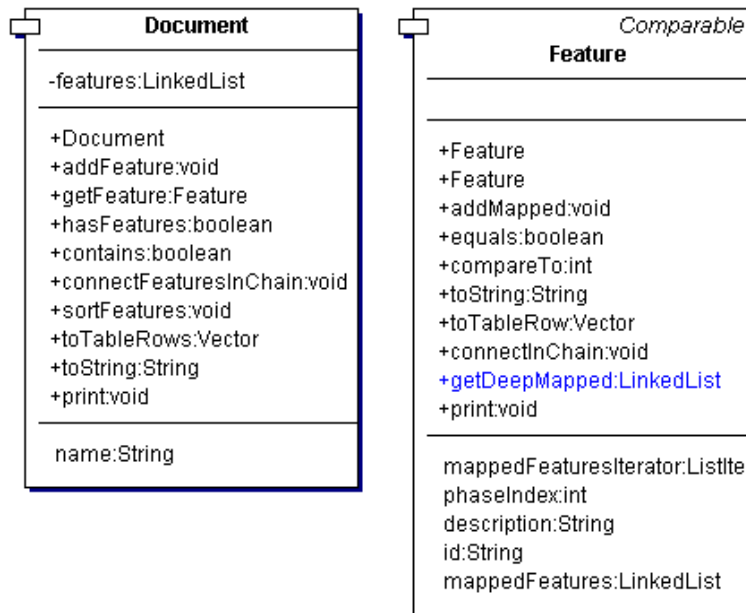 Document
-features:LinkedList
+Document
+addFeature:void
+getFeature:Feature
+hasFeatures:boolean
+contains:boolean
+connectFeaturesInChain:void
+sortFeatures:void
+toTableRows:Vector
+toString:String
+print:void
name:String
Comparable
Feature
+Feature
+Feature
+addMapped:void
+equals:boolean
+compareTo:int
+toString:String
+toTableRow:Vector
+connectInChain:void
+getDeepMapped:LinkedList
+print:void
mappedFeaturesIterator:ListIte
phaseIndex:int
description:String
id:String
mappedFeatures:LinkedList